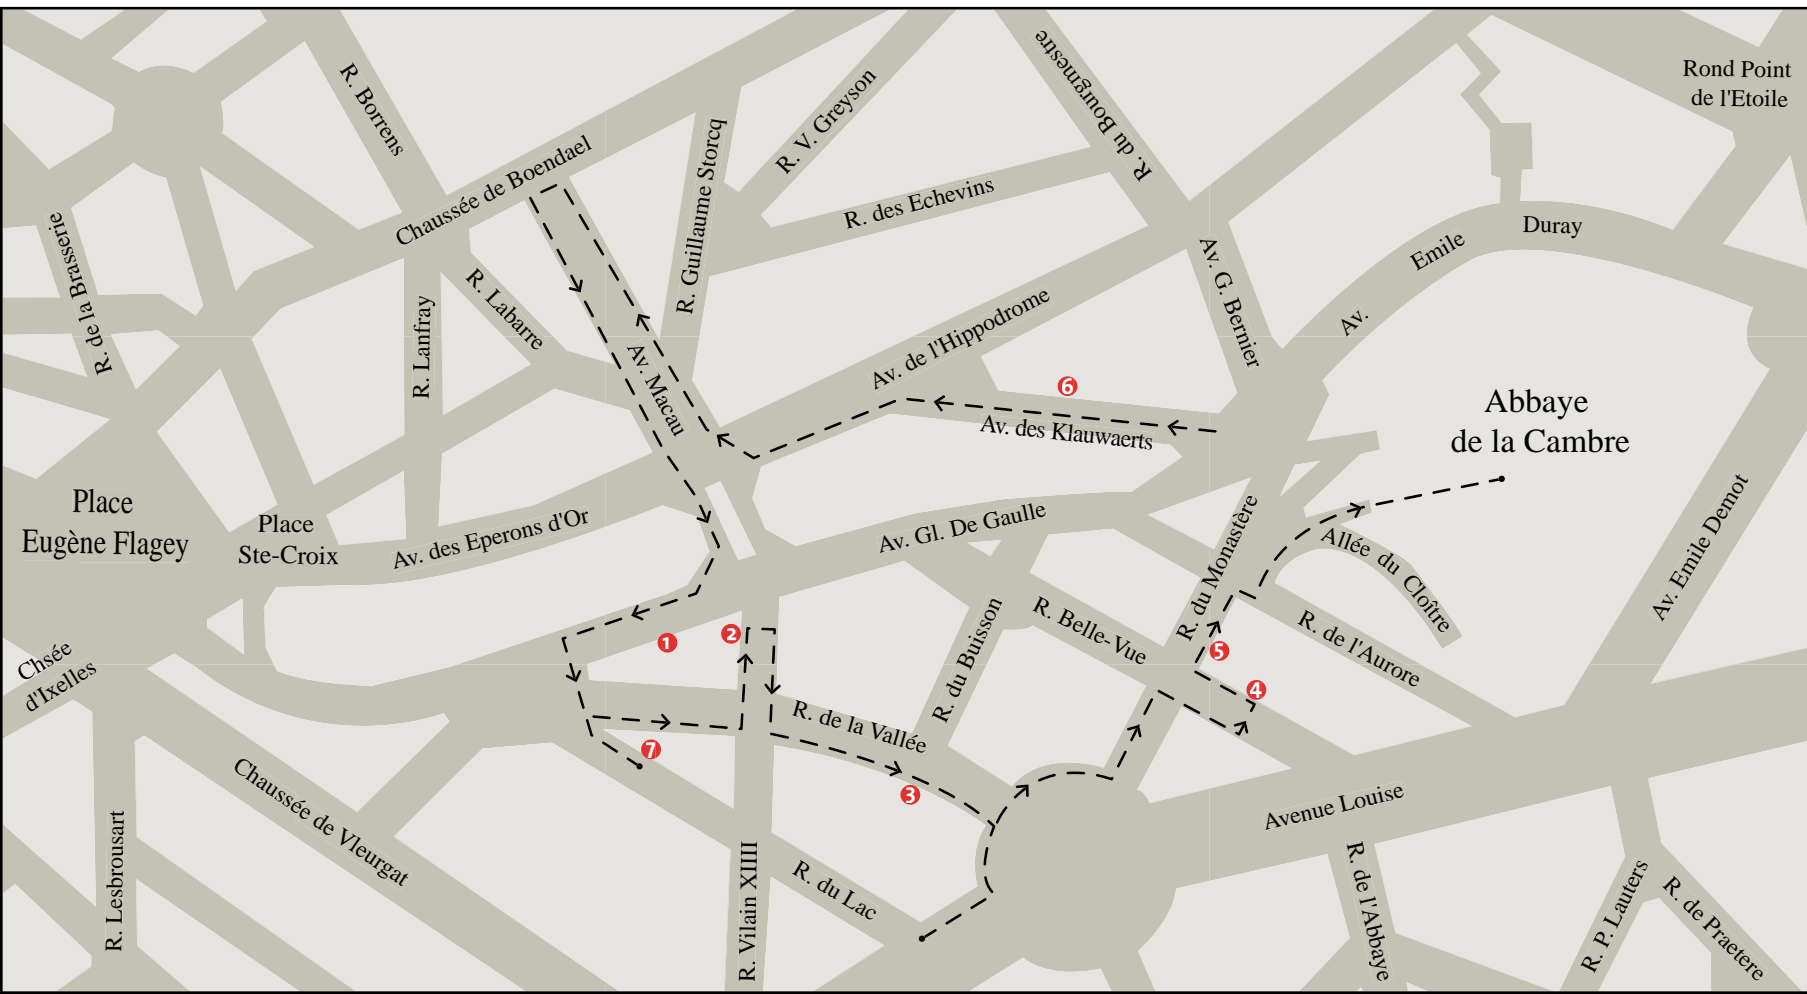 Rond Point
de l'Etoile
R. Borrens
R. du Bourgmestre
R. V. Greyson
Chaussée de Boendael
R. Guillaume Storcq
R. des Echevins
R. de la Brasserie
Duray
Emile
Av.
Av. G. Bernier
R. Labarre
R. Lanfray
Av. Macau
Av. de l'Hippodrome
6
Av. des Klauwaerts
Abbaye
de la Cambre
Place
Eugène Flagey
Place
Ste-Croix
Av. des Eperons d'Or
Av. Gl. De Gaulle
R. du Monastère
Allée du Cloître
Av. Emile Demot
R. Belle-Vue
R. du Buisson
R. de l'Aurore
1
2
5
4
Chsée
d'Ixelles
R. de la Vallée
7
3
Chaussée de Vleurgat
Avenue Louise
R. Lesbrousart
R. Vilain XIIII
R. du Lac
R. de l'Abbaye
R. P. Lauters
R. de Praetere